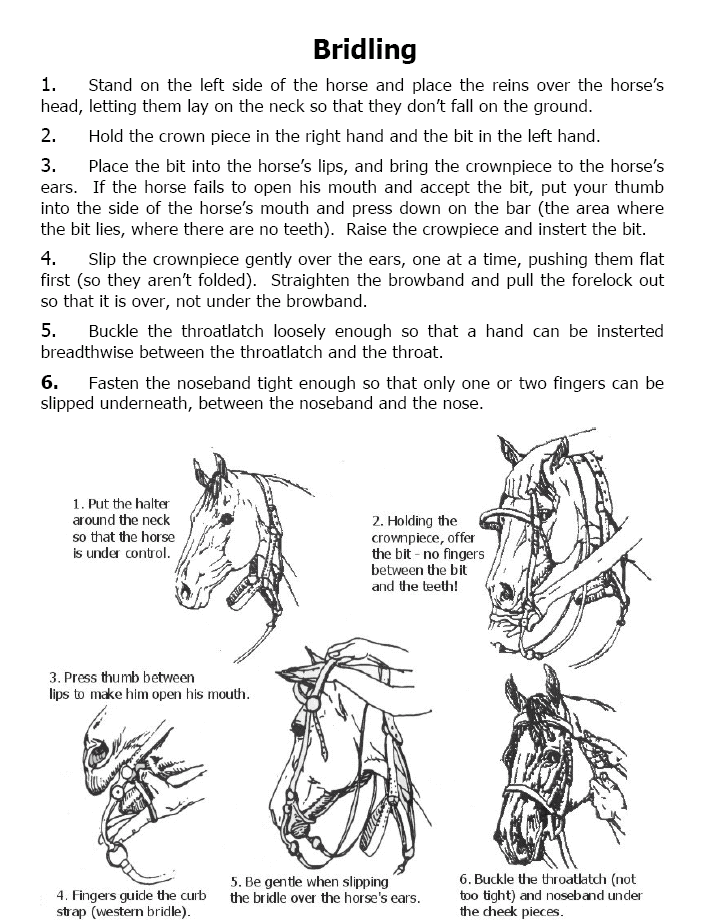 Bridling
1. Stand on the left side of the horse and place the reins over the horse's
head, letting them lay on the neck so that they don't fall on the ground.
2. Hold the crown piece in the right hand and the bit in the left hand.
3. Place the bit into the horse's lips, and bring the crownpiece to the horse's
ears. If the horse fails to open his mouth and accept the bit, put your thumb
into the side of the horse's mouth and press down on the bar (the area where
the bit lies, where there are no teeth). Raise the crowpiece and instert the bit.
4. Slip the crownpiece gently over the ears, one at a time, pushing them flat
first (so they aren't folded). Straighten the browband and pull the forelock out
so that it is over, not under the browband.
5. Buckle the throatlatch loosely enough so that a hand can be insterted
breadthwise between the throatlatch and the throat.
6. Fasten the noseband tight enough so that only one or two fingers can be
slipped underneath, between the noseband and the nose.
1. Put the halter
around the neck
so that the horse
is under control.
2. Holding the
crownpiece, offer
the bit - no fingers
between the bit
and the teeth!
3. Press thumb between
lips to make him open his mouth.
4. Fingers guide the curb
strap (western bridle).
5. Be gentle when slipping
the bridle over the horse's ears.
6. Buckle the throatlatch (not
too tight) and noseband under
the cheek pieces.